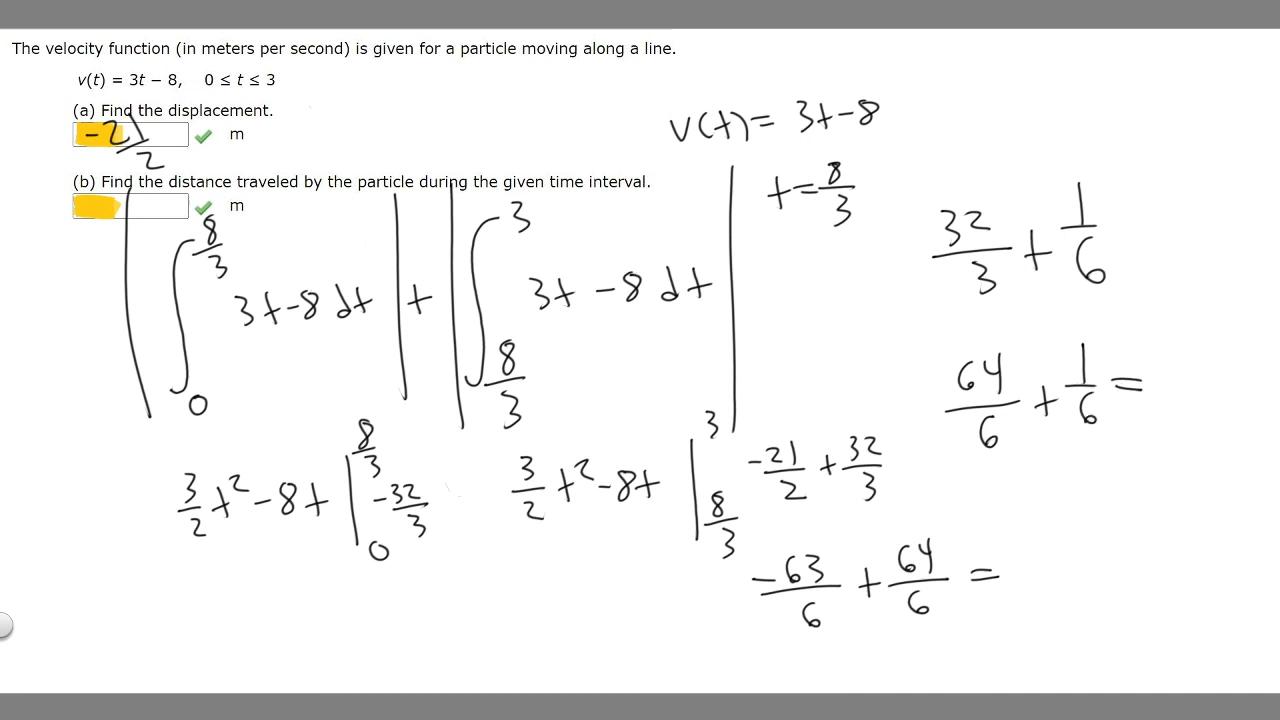 The velocity function (in meters per second) is given for a particle moving along a line.
v(t) = 3t − 8, 0 ≤ t ≤ 3
(a) Find the displacement.
-21/2 m
(b) Find the distance traveled by the particle during the given time interval.
m
v(t) = 3t-8
t = 8/3
|∫_0^{8/3} 3t-8 dt| + |∫_{8/3}^3 3t-8 dt|
32/3 + 1/6
64/6 + 1/6 =
3/2 t² - 8t |_0^{8/3} -32/3
3/2 t² - 8t |_{8/3}^3 -21/2 + 32/3
-63/6 + 64/6 =